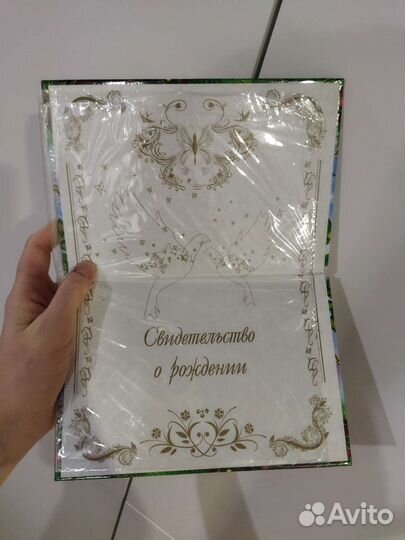 Свидетельство
о рождении
Avito